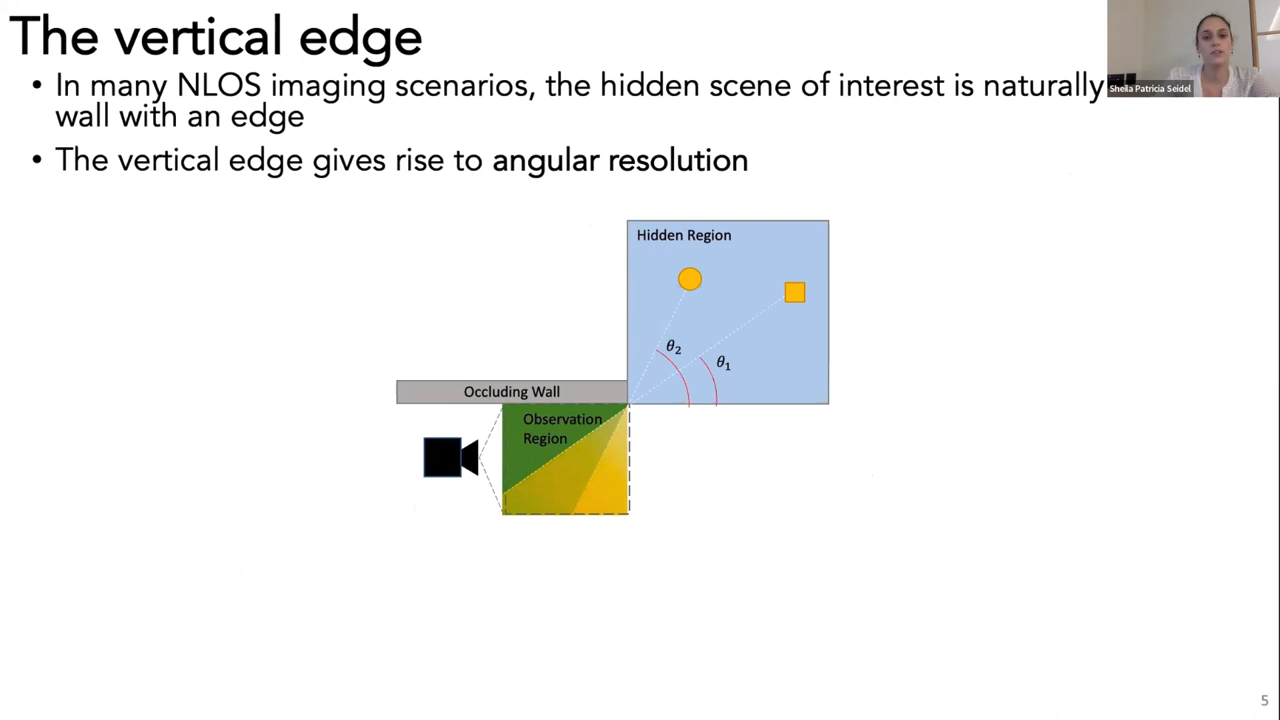 The vertical edge
• In many NLOS imaging scenarios, the hidden scene of interest is naturally
wall with an edge
• The vertical edge gives rise to angular resolution
Sheila Patricia Seidel
Hidden Region
θ2
θ1
Occluding Wall
Observation
Region
5